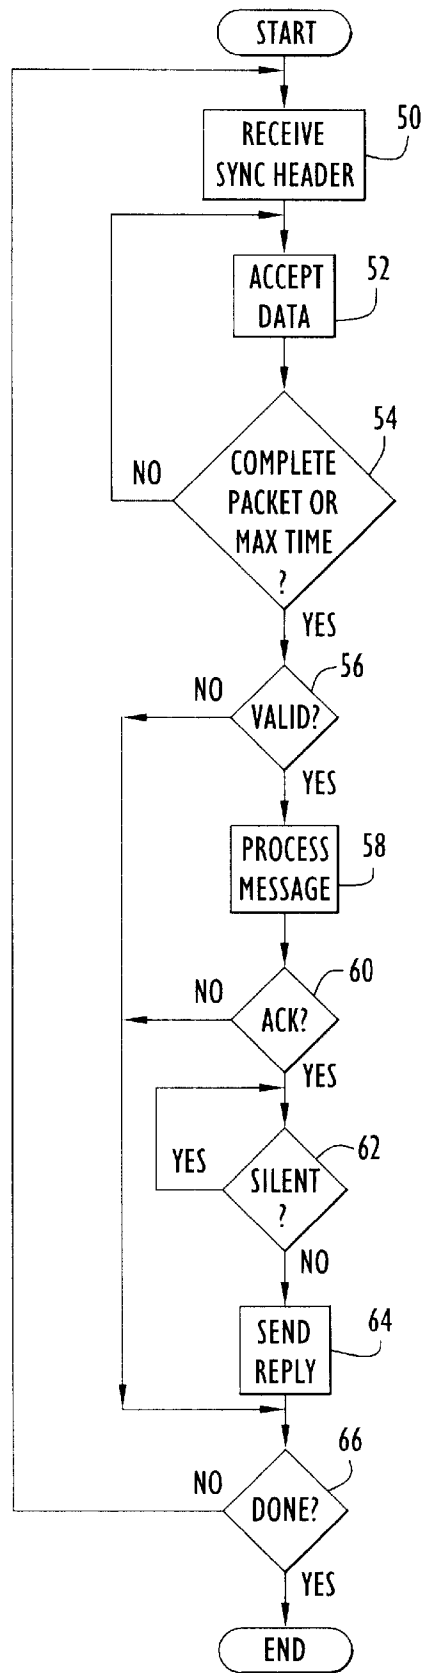 START
RECEIVE
SYNC HEADER
50
ACCEPT
DATA
52
54
COMPLETE
PACKET OR
MAX TIME
?
NO
YES
56
NO
VALID?
YES
PROCESS
MESSAGE
58
60
NO
ACK?
YES
62
YES
SILENT
?
NO
SEND
REPLY
64
66
NO
DONE?
YES
END